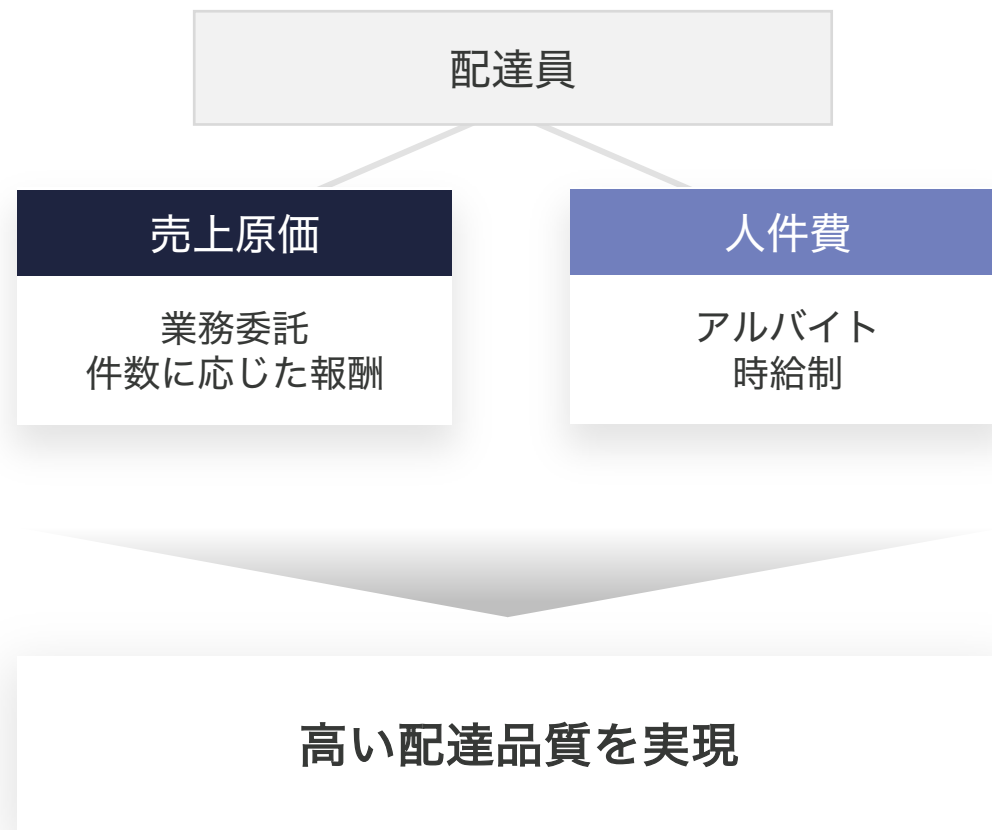 配達員
売上原価
業務委託
件数に応じた報酬
人件費
アルバイト
時給制
高い配達品質を実現